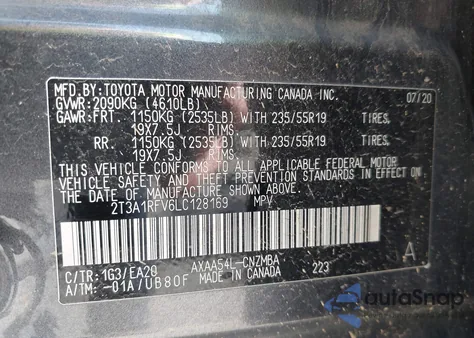 MFD.BY:TOYOTA MOTOR MANUFACTURING CANADA INC.
GVWR:2090KG (4610LB) 07/20
GAWR:FRT. 1150KG (2535LB) WITH 235/55R19 TIRES,
19X7.5J RIMS,
RR. 1150KG (2535LB) WITH 235/55R19 TIRES,
19X7.5J RIMS,
THIS VEHICLE CONFORMS TO ALL APPLICABLE FEDERAL MOTOR
VEHICLE SAFETY AND THEFT PREVENTION STANDARDS IN EFFECT
ON THE DATE OF MANUFACTURE SHOWN ABOVE.
2T3A1RFV6LC128169 MPV
C/TR:1G3/EA20 AXAA54L-CNZMBA A
A/TM:-01A/UB80F MADE IN CANADA 223
autoSnap